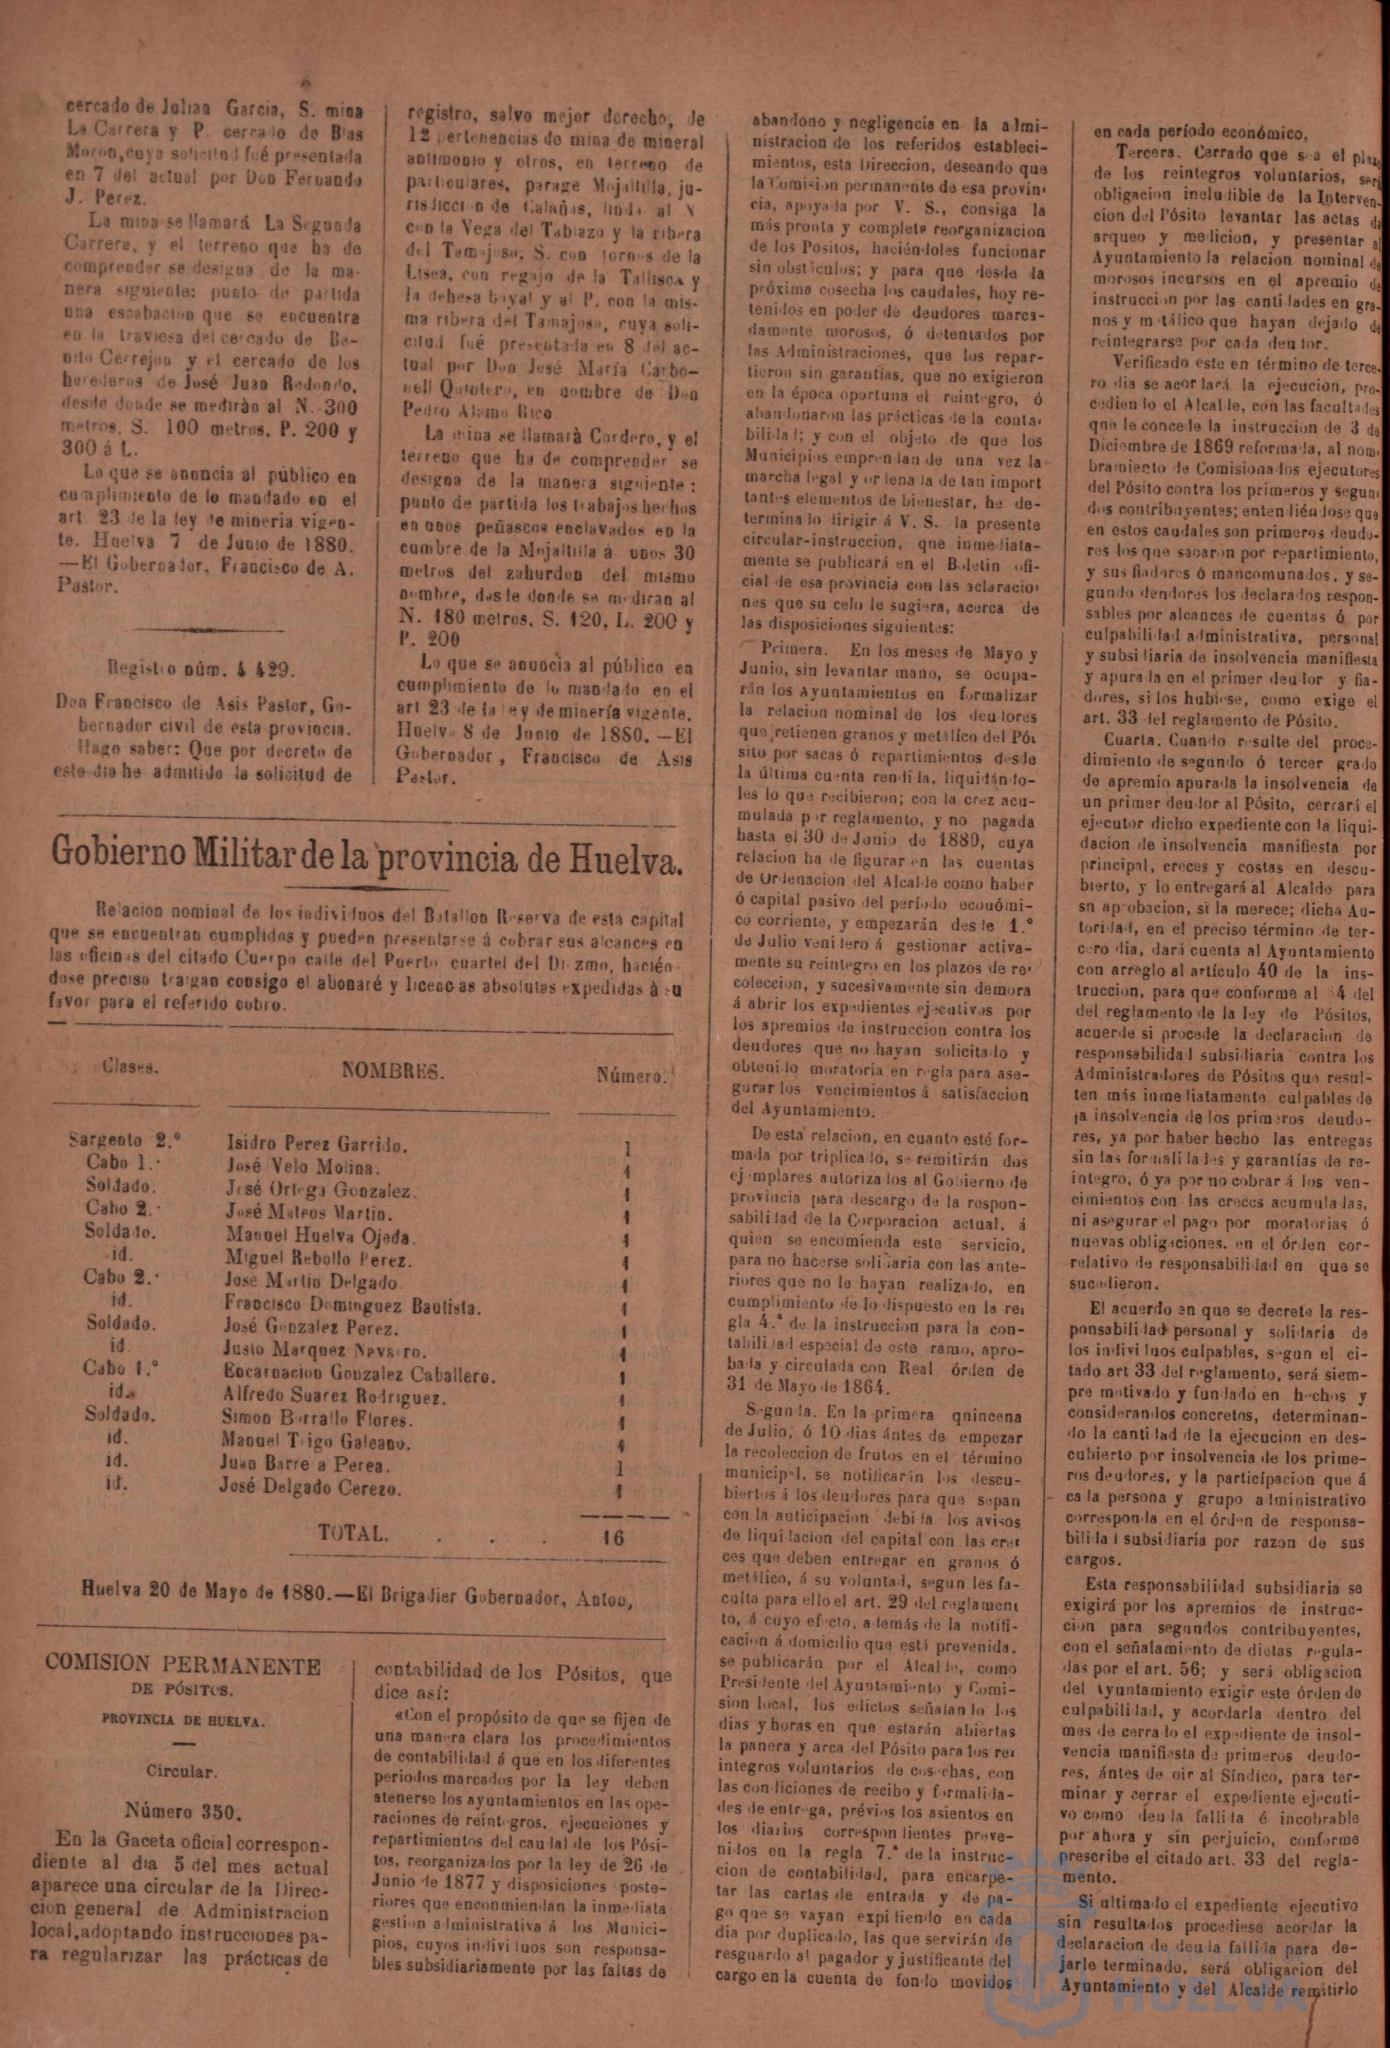 cercado de Julian Garcia, S. mina
La Carrera y P. cercado de Blas
Moron, cuya solicitud fué presentada
en 7 del actual por Don Fernando
J. Perez.
La mina se llamará La Segunda
Carrera, y el terreno que ha de
comprender se designa de la ma-
nera siguiente: punto de partida
una escabacion que se encuentra
en la traviesa del cercado de Be-
nito Cerrejon y el cercado de los
herederos de José Juan Redondo,
desde donde se medirán al N. 300
metros, S. 100 metros, P. 200 y
300 á L.
Lo que se anuncia al público en
cumplimiento de lo mandado en el
art 23 de la ley de mineria vigen-
te. Huelva 7 de Junio de 1880.
—El Gobernador, Francisco de A.
Pastor.
Registro núm. 4 429.
Don Francisco de Asis Pastor, Go-
bernador civil de esta provincia.
Hago saber: Que por decreto de
este dia he admitido la solicitud de
registro, salvo mejor derecho, de
12 pertenencias de mina de mineral
antimonio y otros, en terreno de
particulares, parage Mojaltilla, ju-
risdiccion de Calañas, linda al N
con la Vega del Tablazo y la ribera
del Tamajoso, S. con tornos de la
Lisea, con regajo de la Tallisca y
la dehesa boyal y al P. con la mis-
ma ribera del Tamajoso, cuya soli-
citud fué presentada en 8 del ac-
tual por Don José María Carbo-
nell Quintero, en nombre de Don
Pedro Alamo Rico.
La mina se llamarà Cordero, y el
terreno que ha de comprender se
designa de la manera siguiente:
punto de partida los trabajos hechos
en unos peñascos enclavados en la
cumbre de la Mojaltilla á unos 30
metros del zahurdon del mismo
nombre, desde donde se mediran al
N. 180 metros, S. 120, L. 200 y
P. 200
Lo que se anuncia al público en
cumplimiento de lo mandado en el
art 23 de la ley de minería vigente.
Huelva 8 de Junio de 1880.—El
Gobernador, Francisco de Asis
Pastor.
Gobierno Militar de la provincia de Huelva.
Relacion nominal de los individuos del Batallon Reserva de esta capital
que se encuentran cumplidos y pueden presentarse á cobrar sus alcances en
las oficinas del citado Cuerpo calle del Puerto cuartel del Diezmo, hacién-
dose preciso traigan consigo el abonaré y licencias absolutas expedidas à su
favor para el referido cobro.
Clases. NOMBRES. Número.
Sargento 2.º Isidro Perez Garrido. 1
Cabo 1.º José Velo Molina. 1
Soldado. José Ortega Gonzalez. 1
Cabo 2.º José Mateos Martin. 1
Soldado. Manuel Huelva Ojeda. 1
id. Miguel Rebollo Perez. 1
Cabo 2.º José Martin Delgado. 1
id. Francisco Dominguez Bautista. 1
Soldado. José Gonzalez Perez. 1
id. Justo Marquez Navarro. 1
Cabo 1.º Encarnacion Gonzalez Caballero. 1
id. Alfredo Suarez Rodriguez. 1
Soldado. Simon Borrallo Flores. 1
id. Manuel Trigo Galeano. 1
id. Juan Barre a Perea. 1
id. José Delgado Cerezo. 1
TOTAL. . . . 16
Huelva 20 de Mayo de 1880.—El Brigadier Gobernador, Anton,
COMISION PERMANENTE
DE PÓSITOS.
PROVINCIA DE HUELVA.
Circular.
Número 350.
En la Gaceta oficial correspon-
diente al dia 5 del mes actual
aparece una circular de la Direc-
cion general de Administracion
local, adoptando instrucciones pa-
ra regularizar las prácticas de
contabilidad de los Pósitos, que
dice así:
«Con el propósito de que se fijen de
una manera clara los procedimientos
de contabilidad á que en los diferentes
periodos marcados por la ley deben
atenerse los ayuntamientos en las ope-
raciones de reintegros, ejecuciones y
repartimientos del caudal de los Pósi-
tos, reorganizados por la ley de 26 de
Junio de 1877 y disposiciones poste-
riores que encomiendan la inmediata
gestion administrativa á los Munici-
pios, cuyos individuos son responsa-
bles subsidiariamente por las faltas de
abandono y negligencia en la admi-
nistracion de los referidos estableci-
mientos, esta Direccion, deseando que
la Comision permanente de esa provin-
cia, apoyada por V. S., consiga la
más pronta y completa reorganizacion
de los Positos, haciéndoles funcionar
sin obstáculos; y para que desde la
próxima cosecha los caudales, hoy re-
tenidos en poder de deudores marca-
damente morosos, ó detentados por
las Administraciones, que los repar-
tieron sin garantías, que no exigieron
en la época oportuna el reintegro, ó
abandonaron las prácticas de la conta-
bilidad; y con el objeto de que los
Municipios emprendan de una vez la
marcha legal y ordenada de tan impor
tantes elementos de bienestar, he de-
terminado dirigir á V. S. la presente
circular-instruccion, que inmediata-
mente se publicará en el Boletin ofi-
cial de esa provincia con las aclaracio-
nes que su celo le sugiera, acerca de
las disposiciones siguientes:
Primera. En los meses de Mayo y
Junio, sin levantar mano, se ocupa-
rán los Ayuntamientos en formalizar
la relacion nominal de los deudores
que retienen granos y metálico del Pó-
sito por sacas ó repartimientos desde
la última cuenta rendida, liquidándo-
les lo que recibieron; con la crez acu-
mulada por reglamento, y no pagada
hasta el 30 de Junio de 1880, cuya
relacion ha de figurar en las cuentas
de Ordenacion del Alcalde como haber
ó capital pasivo del período económi-
co corriente, y empezarán desde 1.º
de Julio venidero á gestionar activa-
mente su reintegro en los plazos de re-
coleccion, y sucesivamente sin demora
á abrir los expedientes ejecutivos por
los apremios de instruccion contra los
deudores que no hayan solicitado y
obtenido moratoria en regla para ase-
gurar los vencimientos á satisfaccion
del Ayuntamiento.
De esta relacion, en cuanto esté for-
mada por triplicado, se remitirán dos
ejemplares autorizados al Gobierno de
provincia para descargo de la respon-
sabilidad de la Corporacion actual, á
quien se encomienda este servicio,
para no hacerse solidaria con las ante-
riores que no le hayan realizado, en
cumplimiento de lo dispuesto en la re-
gla 4.ª de la instruccion para la con-
tabilidad especial de este ramo, apro-
bada y circulada con Real órden de
31 de Mayo de 1864.
Segunda. En la primera quincena
de Julio, ó 10 dias ántes de empezar
la recoleccion de frutos en el término
municipal, se notificarán los descu-
biertos á los deudores para que sepan
con la anticipacion debida los avisos
de liquidacion del capital con las cre-
ces que deben entregar en granos ó
metálico, á su voluntad, segun les fa-
culta para ello el art. 29 del reglamen
to, á cuyo efecto, además de la notifi-
cacion á domicilio que está prevenida,
se publicarán por el Alcalde, como
Presidente del Ayuntamiento y Comi-
sion local, los edictos señalando los
dias y horas en que estarán abiertas
la panera y arca del Pósito para los re-
integros voluntarios de cosechas, con
las condiciones de recibo y formalida-
des de entrega, prévios los asientos en
los diarios correspondientes preve-
nidos en la regla 7.ª de la instruc-
cion de contabilidad, para encarpe-
tar las cartas de entrada y de pa-
go que se vayan expidiendo en cada
dia por duplicado, las que servirán de
resguardo al pagador y justificante del
cargo en la cuenta de fondo movidos
en cada período económico,
Tercera. Cerrado que sea el plazo
de los reintegros voluntarios, será
obligacion ineludible de la Interven-
cion del Pósito levantar las actas de
arqueo y medicion, y presentar al
Ayuntamiento la relacion nominal de
morosos incursos en el apremio de
instruccion por las cantidades en gra-
nos y metálico que hayan dejado de
reintegrarse por cada deudor.
Verificado este en término de terce-
ro dia se acordará la ejecucion, pro-
cediendo el Alcalde, con las facultades
que le concede la instruccion de 3 de
Diciembre de 1869 reformada, al nom-
bramiento de Comisionados ejecutores
del Pósito contra los primeros y segun-
dos contribuyentes; entendiéndose que
en estos caudales son primeros deudo-
res los que sacaron por repartimiento,
y sus fiadores ó mancomunados, y se-
gundo dendores los declarados respon-
sables por alcances de cuentas ó por
culpabilidad administrativa, personal
y subsidiaria de insolvencia manifiesta
y apurada en el primer deudor y fia-
dores, si los hubiese, como exige el
art. 33 del reglamento de Pósito.
Cuarta. Cuando resulte del proce-
dimiento de segundo ó tercer grado
de apremio apurada la insolvencia de
un primer deudor al Pósito, cerrará el
ejecutor dicho expediente con la liqui-
dacion de insolvencia manifiesta por
principal, creces y costas en descu-
bierto, y lo entregará al Alcalde para
sn aprobacion, si la merece; dicha Au-
toridad, en el preciso término de ter-
cero dia, dará cuenta al Ayuntamiento
con arreglo al artículo 40 de la ins-
truccion, para que conforme al 34 del
del reglamento de la ley de Pósitos,
acuerde si procede la declaracion de
responsabilidad subsidiaria contra los
Administradores de Pósitos que resul-
ten más inmediatamente culpables de
la insolvencia de los primeros deudo-
res, ya por haber hecho las entregas
sin las formalidades y garantías de re-
integro, ó ya por no cobrar á los ven-
cimientos con las creces acumuladas,
ni asegurar el pago por moratorias ó
nuevas obligaciones, en el órden cor-
relativo de responsabilidad en que se
sucedieron.
El acuerdo en que se decrete la res-
ponsabilidad personal y solidaria de
los individuos culpables, segun el ci-
tado art 33 del reglamento, será siem-
pre motivado y fundado en hechos y
considerandos concretos, determinan-
do la cantidad de la ejecucion en des-
cubierto por insolvencia de los prime-
ros deudores, y la participacion que á
cada persona y grupo administrativo
corresponda en el órden de responsa-
bilidad subsidiaria por razon de sus
cargos.
Esta responsabilidad subsidiaria se
exigirá por los apremios de instruc-
cion para segundos contribuyentes,
con el señalamiento de dietas regula-
das por el art. 56; y será obligacion
del Ayuntamiento exigir este órden de
culpabilidad, y acordarla dentro del
mes de cerrado el expediente de insol-
vencia manifiesta de primeros deudo-
res, ántes de oir al Síndico, para ter-
minar y cerrar el expediente ejecuti-
vo como deuda fallida é incobrable
por ahora y sin perjuicio, conforme
prescribe el citado art. 33 del regla-
mento.
Si ultimado el expediente ejecutivo
sin resultados procediese acordar la
declaracion de deuda fallida para de-
jarle terminado, será obligacion del
Ayuntamiento y del Alcalde remitirlo
HUELVA